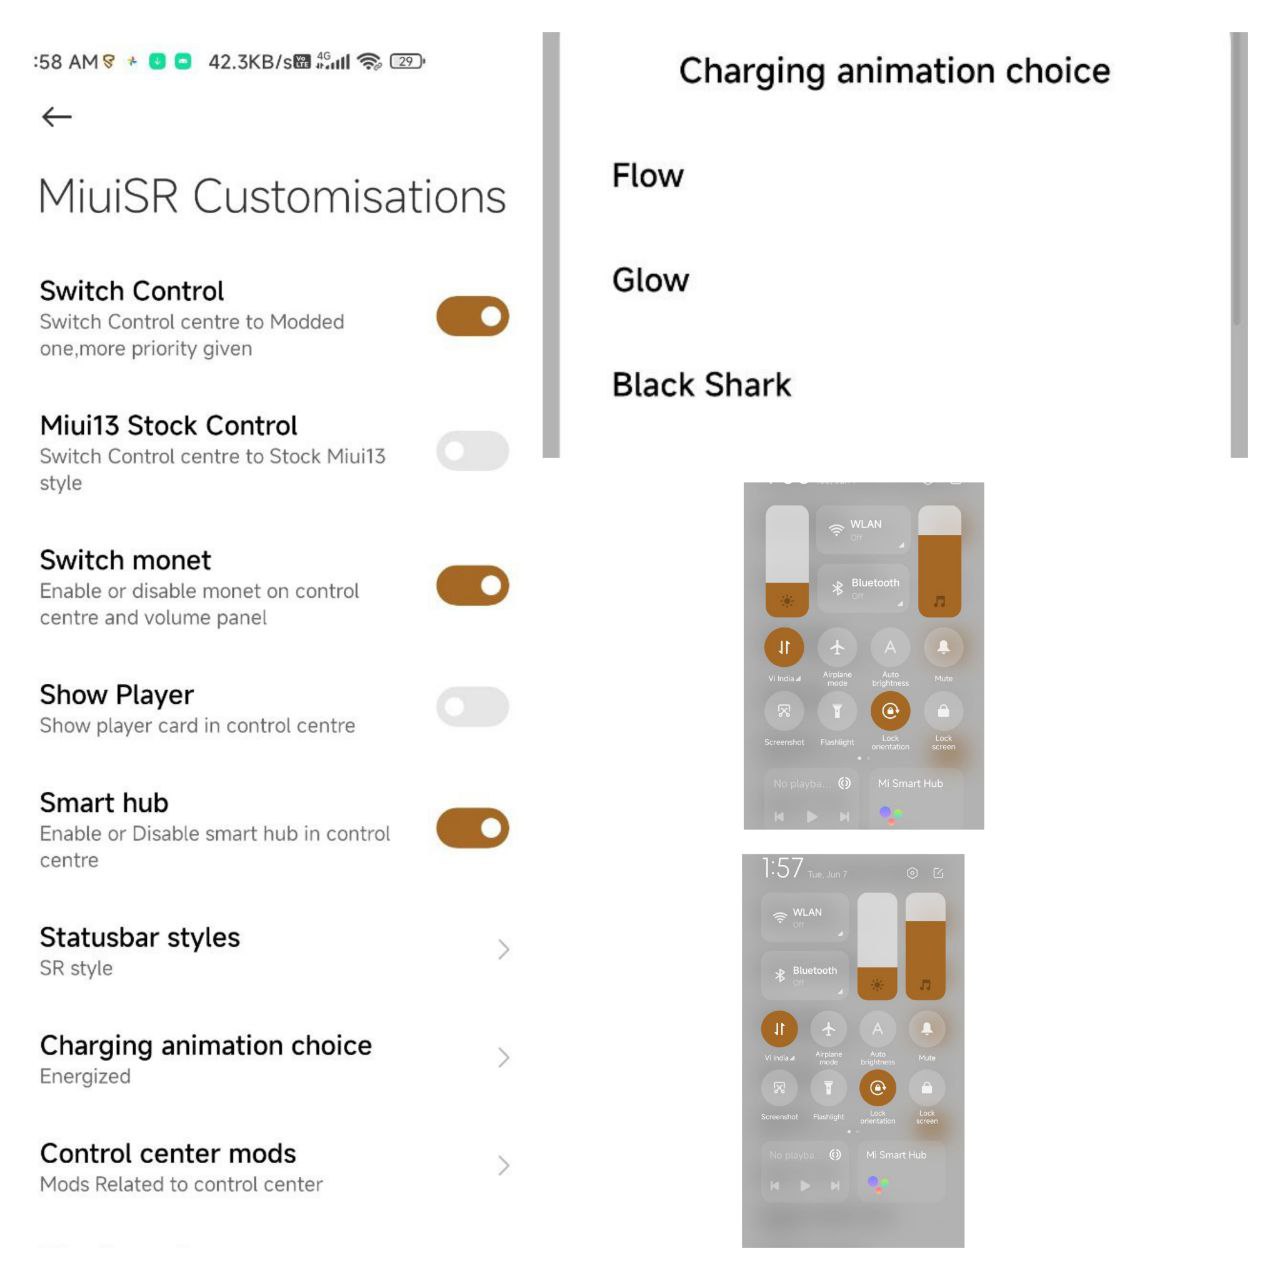 :58 AM
42.3KB/s
Vo
LTE
4G
29
MiuiSR Customisations
Switch Control
Switch Control centre to Modded
one,more priority given
Miui13 Stock Control
Switch Control centre to Stock Miui13
style
Switch monet
Enable or disable monet on control
centre and volume panel
Show Player
Show player card in control centre
Smart hub
Enable or Disable smart hub in control
centre
Statusbar styles
SR style
Charging animation choice
Energized
Control center mods
Mods Related to control center
Charging animation choice
Flow
Glow
Black Shark
WLAN
Off
Bluetooth
Off
A
Vi India
Airplane
mode
Auto
brightness
Mute
Screenshot
Flashlight
Lock
orientation
Lock
screen
No playba...
Mi Smart Hub
1:57
Tue, Jun 7
WLAN
Off
Bluetooth
Off
A
Vi India
Airplane
mode
Auto
brightness
Mute
Screenshot
Flashlight
Lock
orientation
Lock
screen
No playba...
Mi Smart Hub